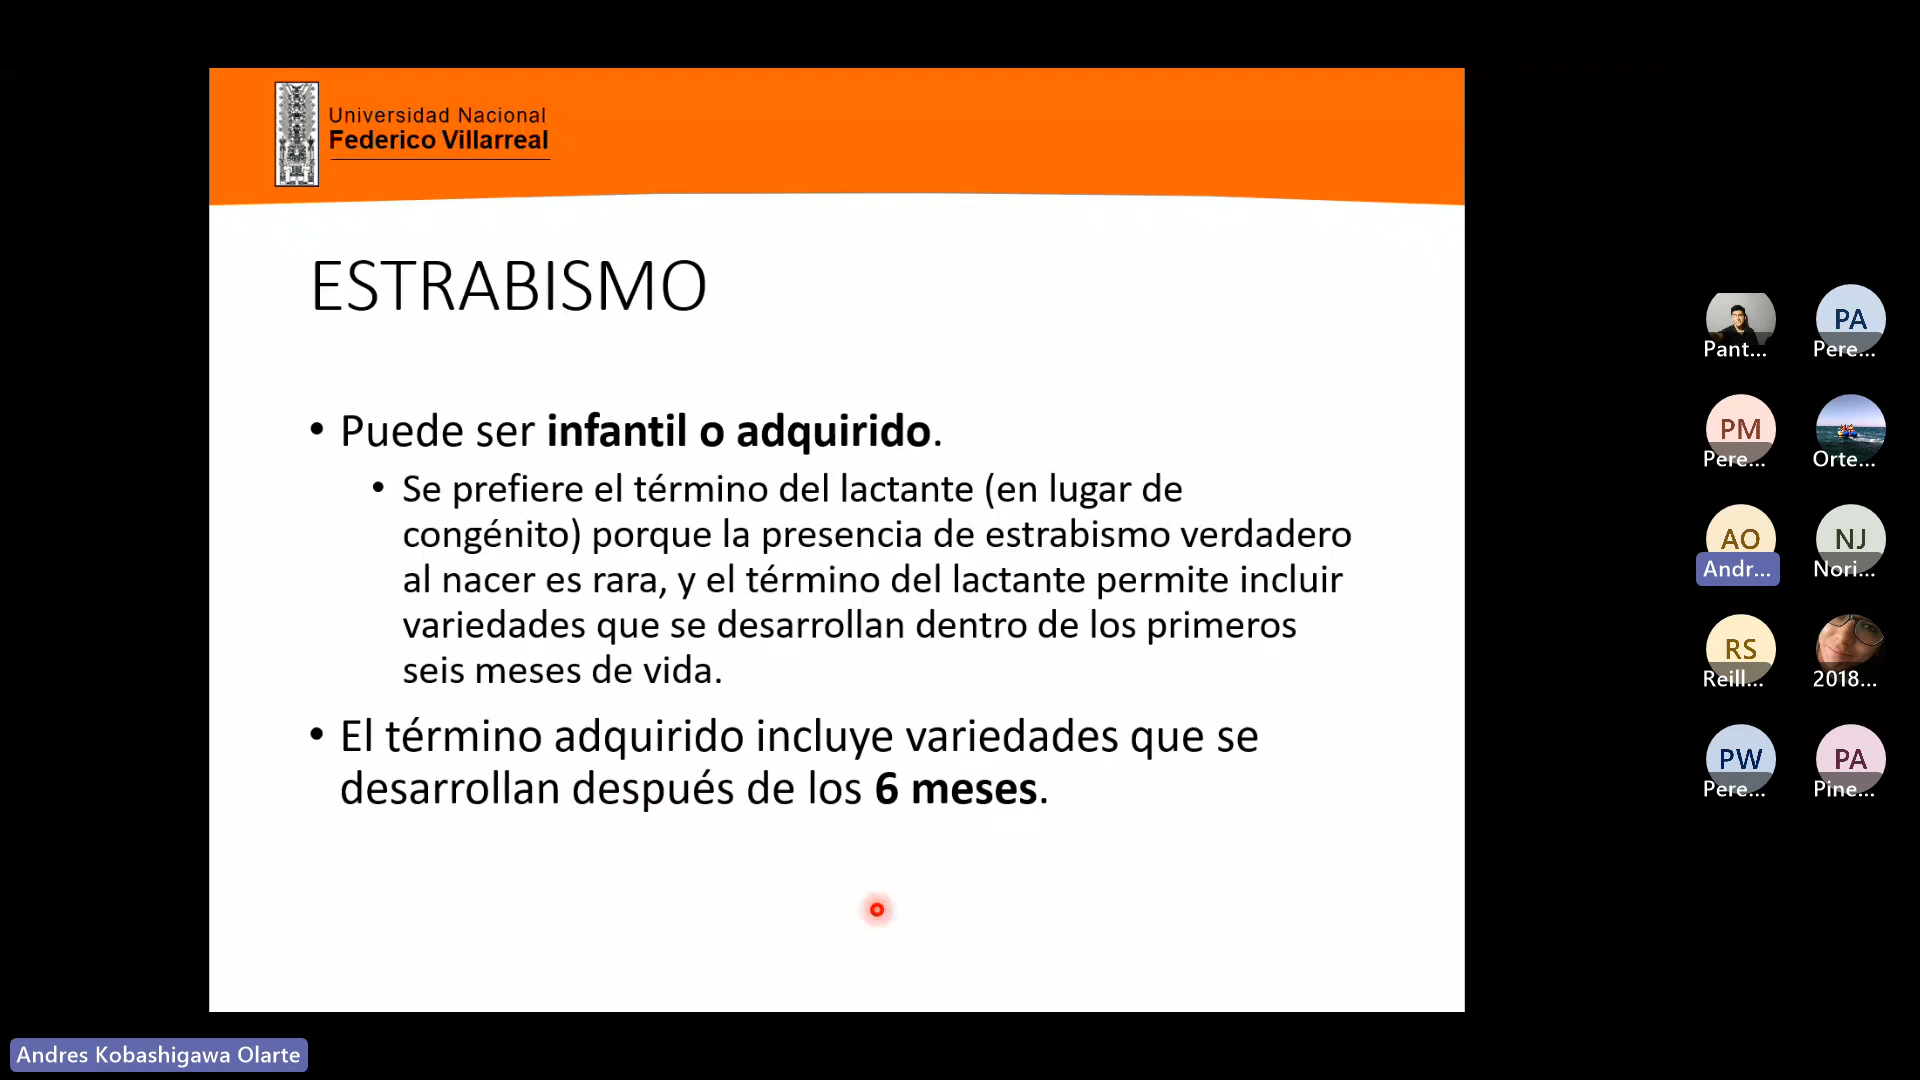 Universidad Nacional
Federico Villarreal
ESTRABISMO
• Puede ser infantil o adquirido.
• Se prefiere el término del lactante (en lugar de
congénito) porque la presencia de estrabismo verdadero
al nacer es rara, y el término del lactante permite incluir
variedades que se desarrollan dentro de los primeros
seis meses de vida.
• El término adquirido incluye variedades que se
desarrollan después de los 6 meses.
Pant...
PA
Pere...
PM
Pere...
Orte...
AO
Andr...
NJ
Nori...
RS
Reill...
2018...
PW
Pere...
PA
Pine...
Andres Kobashigawa Olarte